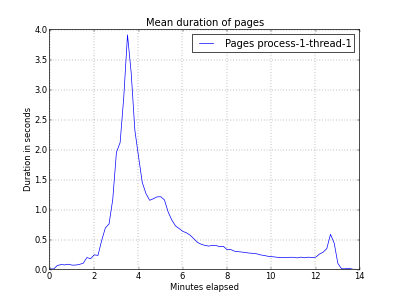 Mean duration of pages
Pages process-1-thread-1
Duration in seconds
4.0
3.5
3.0
2.5
2.0
1.5
1.0
0.5
0.0
0 2 4 6 8 10 12 14
Minutes elapsed